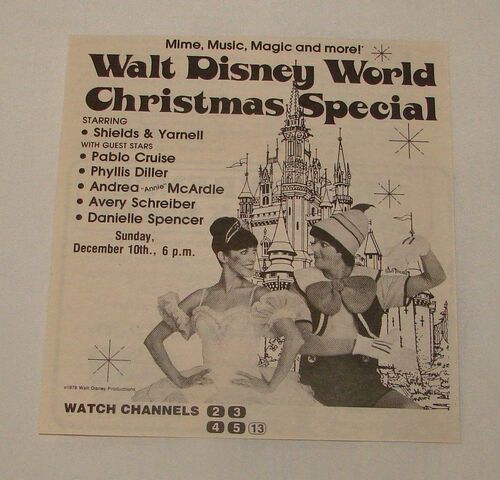 Mime, Music, Magic and more!
Walt Disney World
Christmas Special
STARRING
• Shields & Yarnell
WITH GUEST STARS
• Pablo Cruise
• Phyllis Diller
• Andrea "Annie" McArdle
• Avery Schreiber
• Danielle Spencer
Sunday,
December 10th., 6 p.m.
©1978 Walt Disney Productions
WATCH CHANNELS 2 3
4 5 13